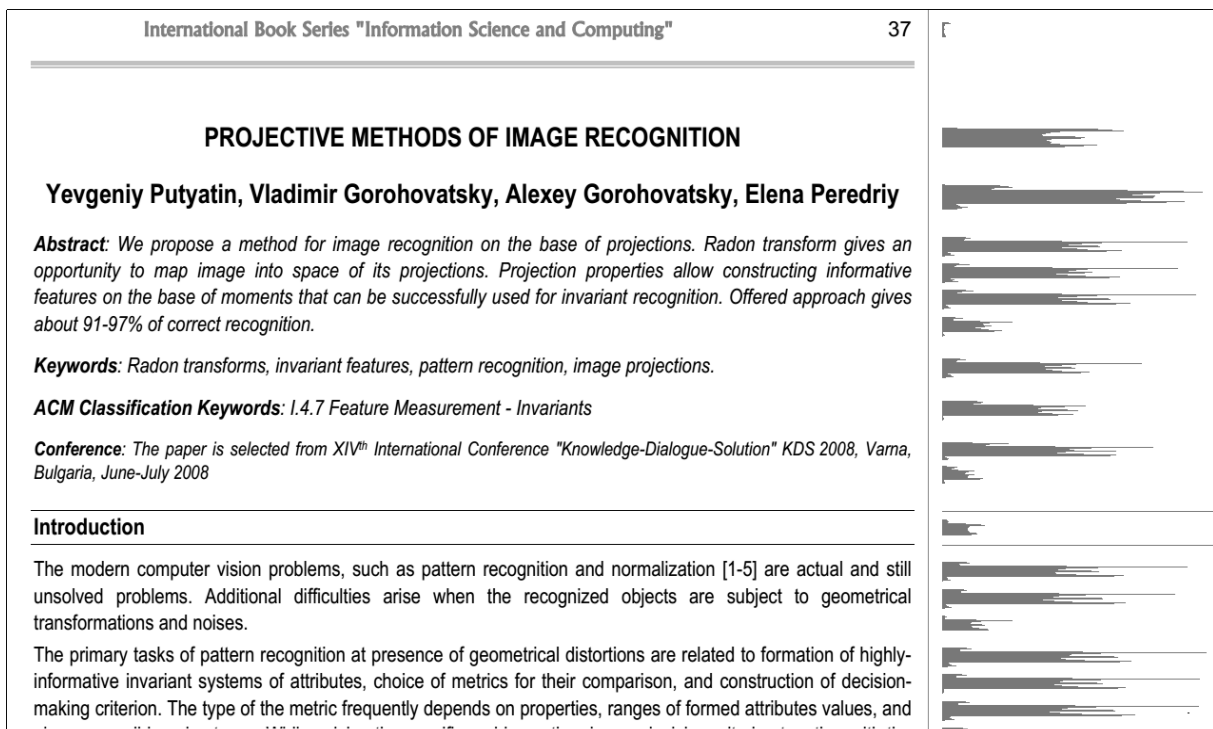 International Book Series "Information Science and Computing" 37
PROJECTIVE METHODS OF IMAGE RECOGNITION
Yevgeniy Putyatin, Vladimir Gorohovatsky, Alexey Gorohovatsky, Elena Peredriy
Abstract: We propose a method for image recognition on the base of projections. Radon transform gives an
opportunity to map image into space of its projections. Projection properties allow constructing informative
features on the base of moments that can be successfully used for invariant recognition. Offered approach gives
about 91-97% of correct recognition.
Keywords: Radon transforms, invariant features, pattern recognition, image projections.
ACM Classification Keywords: I.4.7 Feature Measurement - Invariants
Conference: The paper is selected from XIVth International Conference "Knowledge-Dialogue-Solution" KDS 2008, Varna,
Bulgaria, June-July 2008
Introduction
The modern computer vision problems, such as pattern recognition and normalization [1-5] are actual and still
unsolved problems. Additional difficulties arise when the recognized objects are subject to geometrical
transformations and noises.
The primary tasks of pattern recognition at presence of geometrical distortions are related to formation of highly-
informative invariant systems of attributes, choice of metrics for their comparison, and construction of decision-
making criterion. The type of the metric frequently depends on properties, ranges of formed attributes values, and